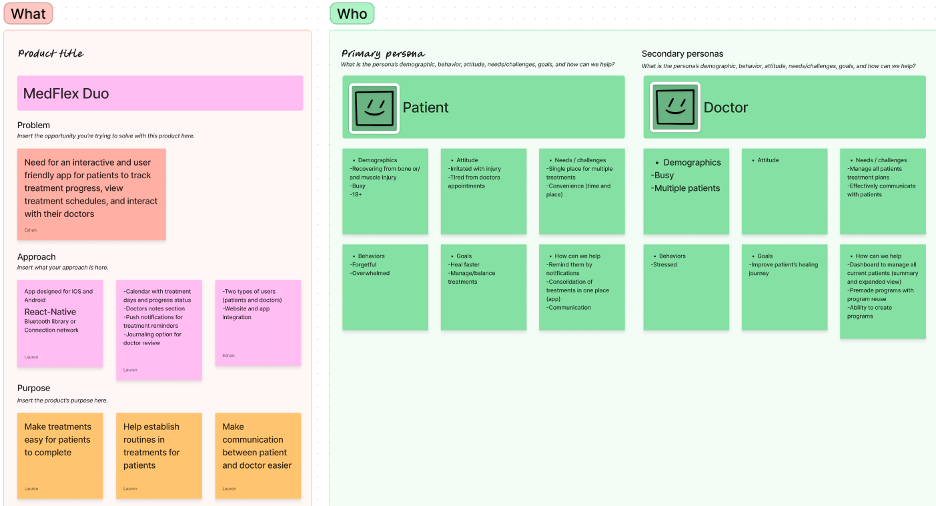 What
Product title
MedFlex Duo
Problem
Insert the opportunity you're trying to solve with this product here.
Need for an interactive and user
friendly app for patients to track
treatment progress, view
treatment schedules, and interact
with their doctors
Eshan
Approach
Insert what your approach is here.
App designed for IOS and
Android
React-Native
Bluetooth library or
Connection network
Lauren
-Calendar with treatment
days and progress status
-Doctors notes section
-Push notifications for
treatment reminders
-Journaling option for
doctor review
Lauren
-Two types of users
(patients and doctors)
-Website and app
integration
Eshan
Purpose
Insert the product's purpose here.
Make treatments
easy for patients
to complete
Lauren
Help establish
routines in
treatments for
patients
Lauren
Make
communication
between patient
and doctor easier
Lauren
Who
Primary persona
What is the persona's demographic, behavior, attitude, needs/challenges, goals, and how can we help?
Patient
• Demographics
-Recovering from bone or/
and muscle injury
-Busy
-18+
• Attitude
-Irritated with injury
-Tired from doctors
appointments
• Needs / challenges
-Single place for multiple
treatments
-Convenience (time and
place)
• Behaviors
-Forgetful
-Overwhelmed
• Goals
-Heal faster
-Manage/balance
treatments
• How can we help
-Remind them by
notifications
-Consolidation of
treatments in one place
(app)
-Communication
Secondary personas
What is the persona's demographic, behavior, attitude, needs/challenges, goals, and how can we help?
Doctor
• Demographics
-Busy
-Multiple patients
• Attitude
• Needs / challenges
-Manage all patients
treatment plans
-Effectively communicate
with patients
• Behaviors
-Stressed
• Goals
-Improve patient's healing
journey
• How can we help
-Dashboard to manage all
current patients (summary
and expanded view)
-Premade programs with
program reuse
-Ability to create
programs